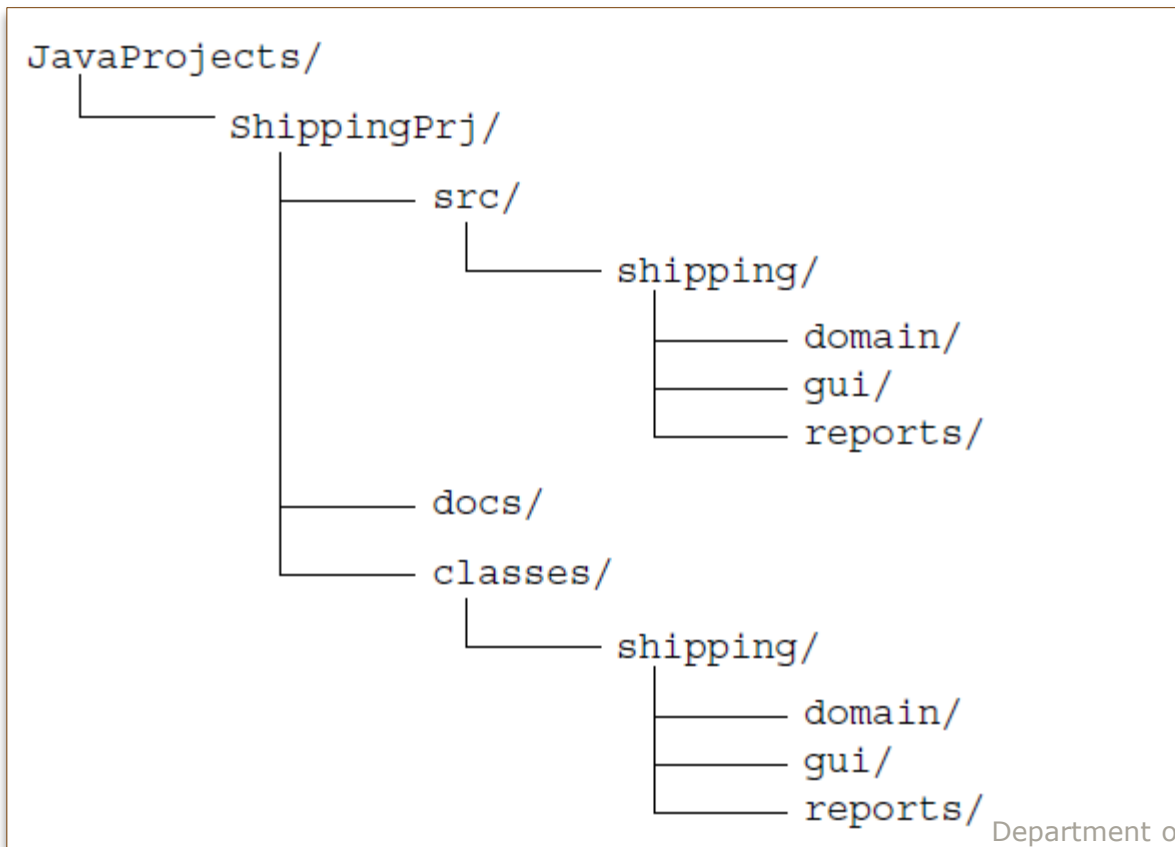 JavaProjects/
ShippingPrj/
src/
shipping/
domain/
gui/
reports/
docs/
classes/
shipping/
domain/
gui/
reports/
Department o